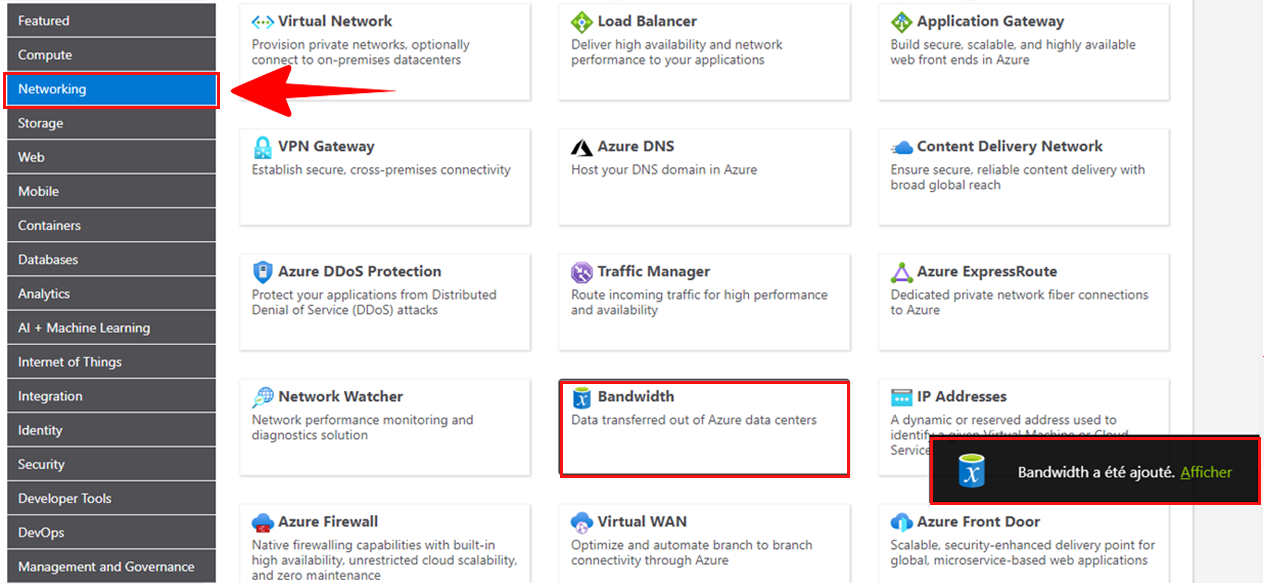 Featured
Compute
Networking
Storage
Web
Mobile
Containers
Databases
Analytics
AI + Machine Learning
Internet of Things
Integration
Identity
Security
Developer Tools
DevOps
Management and Governance
Virtual Network
Provision private networks, optionally
connect to on-premises datacenters
Load Balancer
Deliver high availability and network
performance to your applications
Application Gateway
Build secure, scalable, and highly available
web front ends in Azure
VPN Gateway
Establish secure, cross-premises connectivity
Azure DNS
Host your DNS domain in Azure
Content Delivery Network
Ensure secure, reliable content delivery with
broad global reach
Azure DDoS Protection
Protect your applications from Distributed
Denial of Service (DDoS) attacks
Traffic Manager
Route incoming traffic for high performance
and availability
Azure ExpressRoute
Dedicated private network fiber connections
to Azure
Network Watcher
Network performance monitoring and
diagnostics solution
Bandwidth
Data transferred out of Azure data centers
IP Addresses
A dynamic or reserved address used to
identify a given Virtual Machine or Cloud
Service
Bandwidth a été ajouté. Afficher
Azure Firewall
Native firewalling capabilities with built-in
high availability, unrestricted cloud scalability,
and zero maintenance
Virtual WAN
Optimize and automate branch to branch
connectivity through Azure
Azure Front Door
Scalable, security-enhanced delivery point for
global, microservice-based web applications